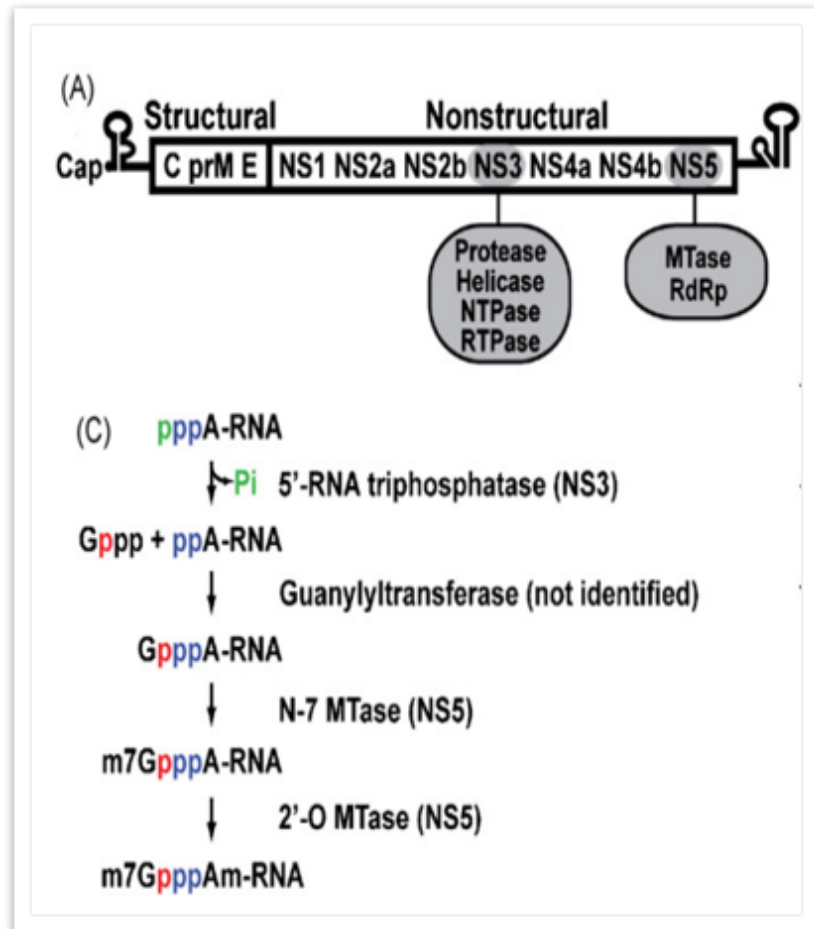 (A)
Structural Nonstructural
Cap C prM E NS1 NS2a NS2b NS3 NS4a NS4b NS5
Protease
Helicase
NTPase
RTPase
MTase
RdRp
(C) pppA-RNA
Pi 5'-RNA triphosphatase (NS3)
Gppp + ppA-RNA
Guanylyltransferase (not identified)
GpppA-RNA
N-7 MTase (NS5)
m7GpppA-RNA
2'-O MTase (NS5)
m7GpppAm-RNA